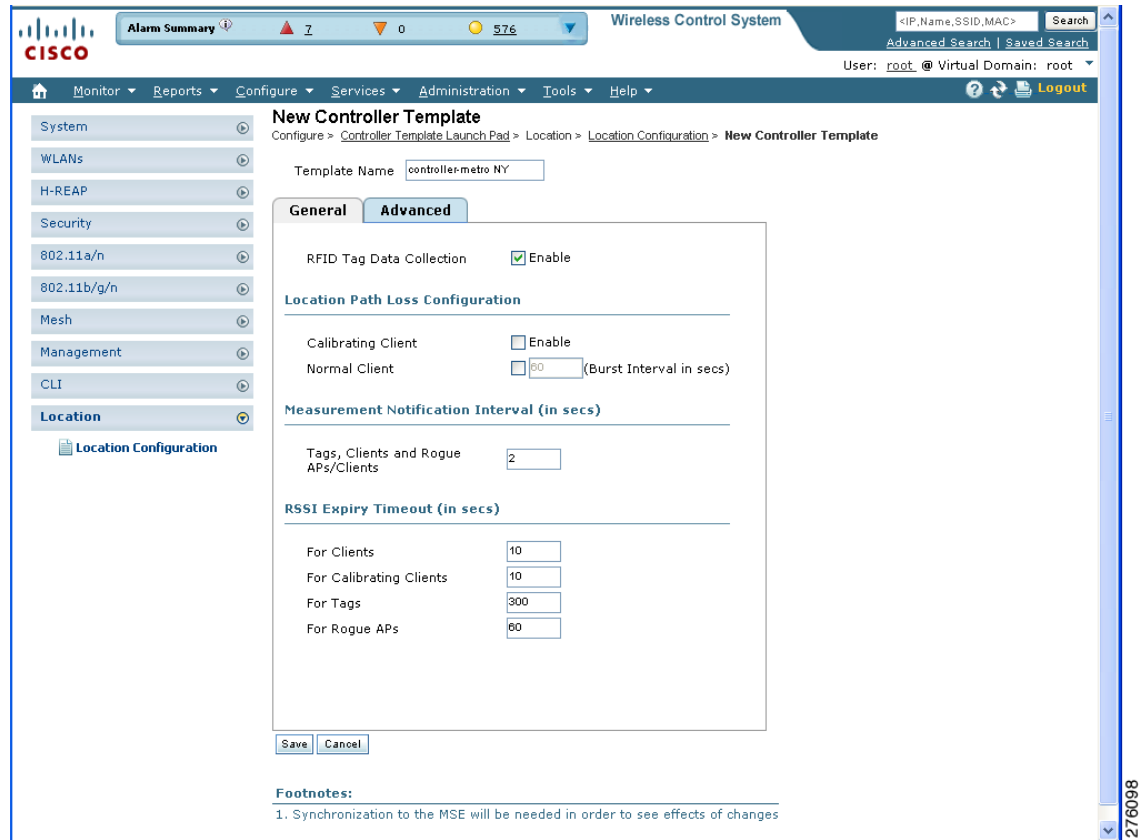 Alarm Summary 7 0 576
Wireless Control System
<IP,Name,SSID,MAC> Search
Advanced Search | Saved Search
CISCO
User: root @ Virtual Domain: root
Monitor Reports Configure Services Administration Tools Help Logout
System
WLANs
H-REAP
Security
802.11a/n
802.11b/g/n
Mesh
Management
CLI
Location
Location Configuration
New Controller Template
Configure > Controller Template Launch Pad > Location > Location Configuration > New Controller Template
Template Name controller-metro NY
General Advanced
RFID Tag Data Collection Enable
Location Path Loss Configuration
Calibrating Client Enable
Normal Client 60 (Burst Interval in secs)
Measurement Notification Interval (in secs)
Tags, Clients and Rogue
APs/Clients 2
RSSI Expiry Timeout (in secs)
For Clients 10
For Calibrating Clients 10
For Tags 300
For Rogue APs 60
Save Cancel
Footnotes:
1. Synchronization to the MSE will be needed in order to see effects of changes
276098